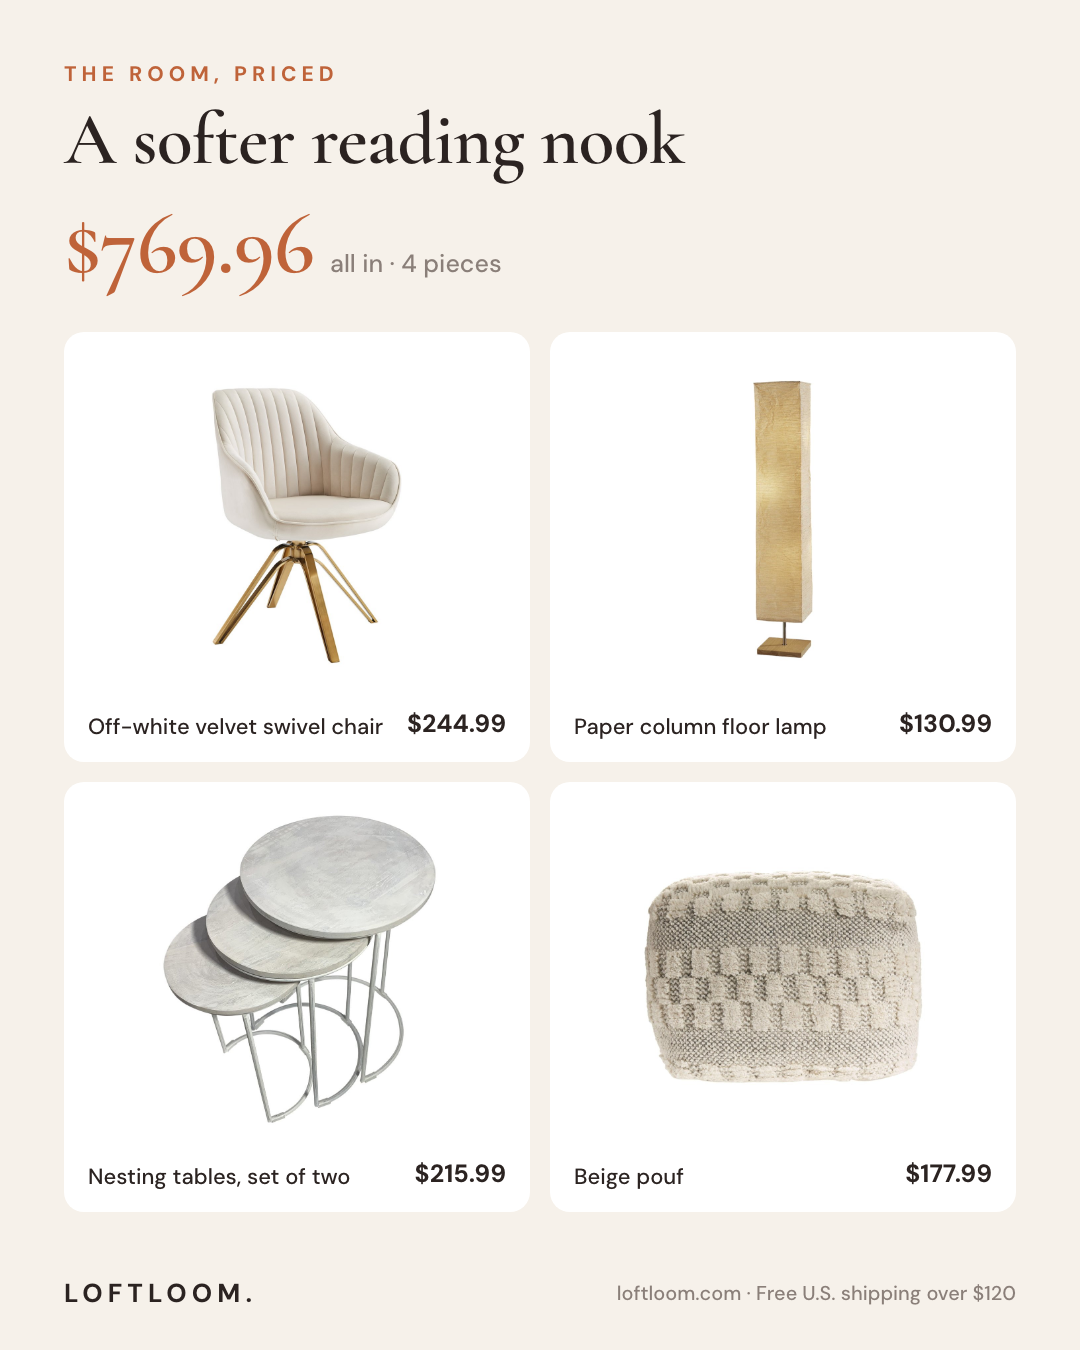 THE ROOM, PRICED
A softer reading nook
$769.96 all in · 4 pieces
Off-white velvet swivel chair $244.99
Paper column floor lamp $130.99
Nesting tables, set of two $215.99
Beige pouf $177.99
LOFTLOOM.
loftloom.com · Free U.S. shipping over $120